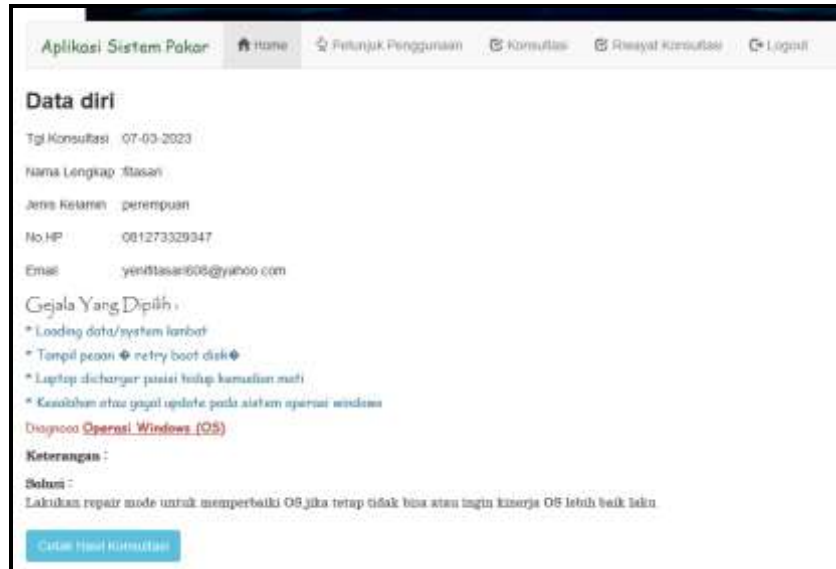 Aplikasi Sistem Pakar Home Petunjuk Penggunaan Konsultasi Riwayat Konsultasi Logout
Data diri
Tgl Konsultasi 07-03-2023
Nama Lengkap fitasari
Jenis Kelamin perempuan
No.HP 081273329347
Email yenifitasari608@yahoo.com
Gejala Yang Dipilih :
* Loading data/system lambat
* Tampil pesan � retry boot disk�
* Laptop dicharger posisi hidup kemudian mati
* Kesalahan atau gagal update pada sistem operasi windows
Diagnosa Operasi Windows (OS)
Keterangan :
Solusi :
Lakukan repair mode untuk memperbaiki OS,jika tetap tidak bisa atau ingin kinerja OS lebih baik laku
Cetak Hasil Konsultasi